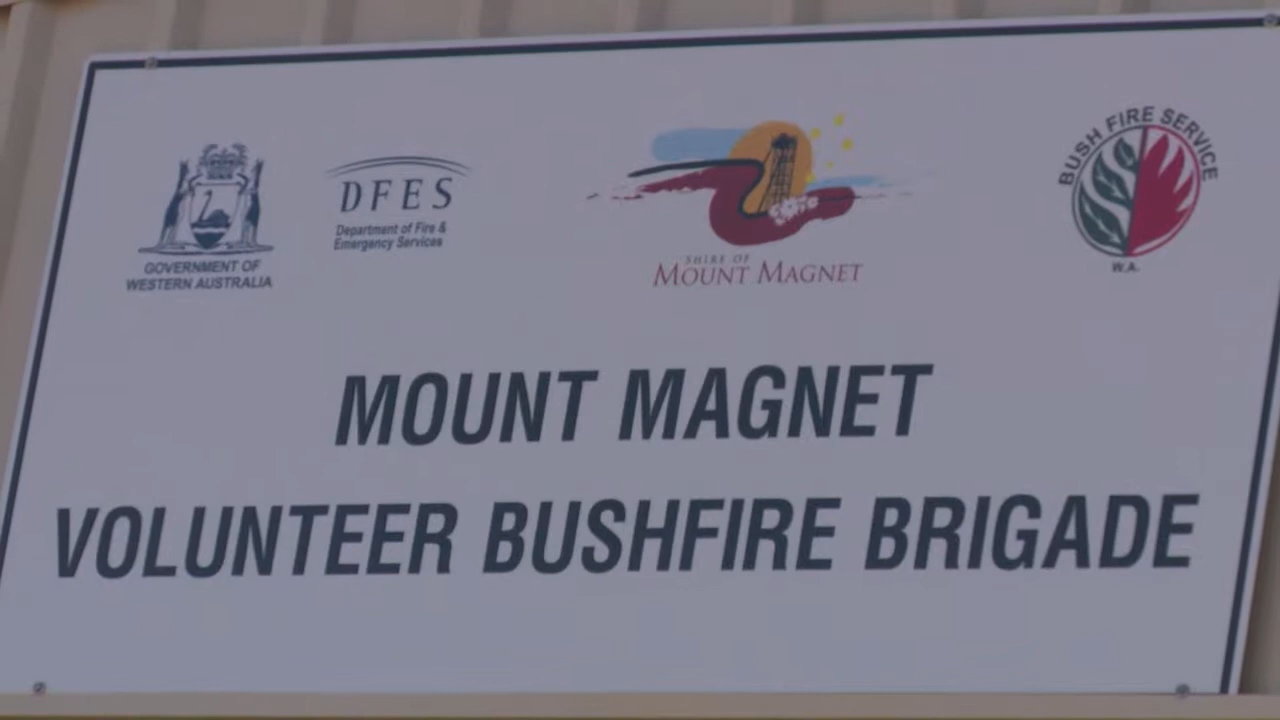 GOVERNMENT OF
WESTERN AUSTRALIA
DFES
Department of Fire &
Emergency Services
SHIRE OF
MOUNT MAGNET
BUSH FIRE SERVICE
W.A.
MOUNT MAGNET
VOLUNTEER BUSHFIRE BRIGADE